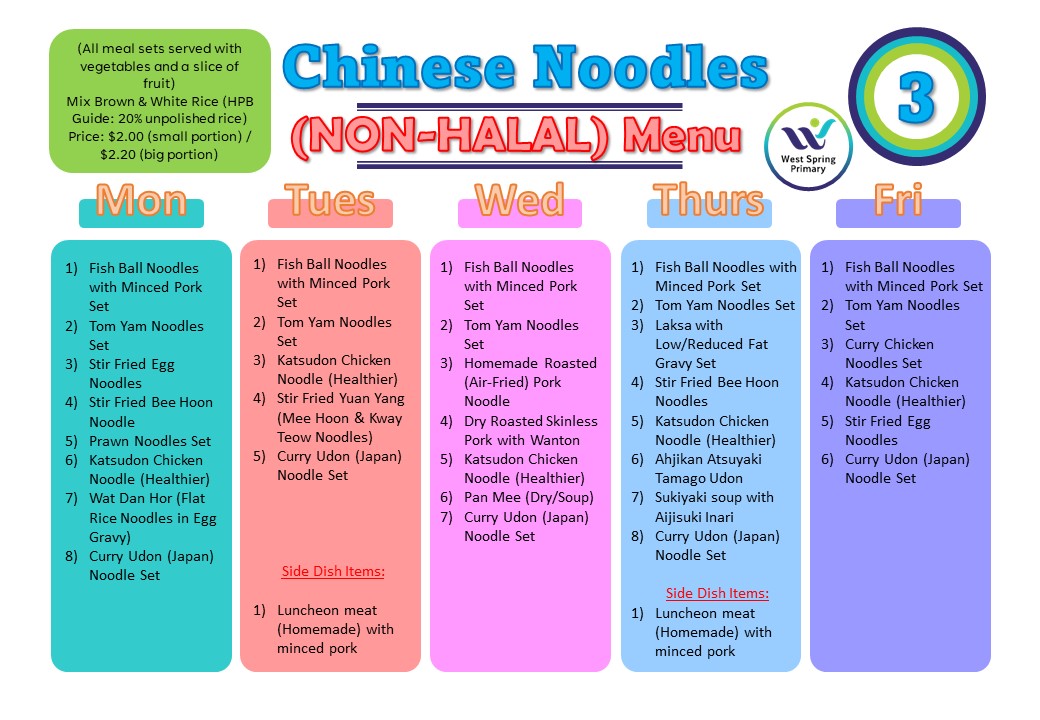 (All meal sets served with
vegetables and a slice of
fruit)
Mix Brown & White Rice (HPB
Guide: 20% unpolished rice)
Price: $2.00 (small portion) /
$2.20 (big portion)
Chinese Noodles
(NON-HALAL) Menu
West Spring
Primary
3
Mon
1) Fish Ball Noodles
with Minced Pork
Set
2) Tom Yam Noodles
Set
3) Stir Fried Egg
Noodles
4) Stir Fried Bee Hoon
Noodle
5) Prawn Noodles Set
6) Katsudon Chicken
Noodle (Healthier)
7) Wat Dan Hor (Flat
Rice Noodles in Egg
Gravy)
8) Curry Udon (Japan)
Noodle Set
Tues
1) Fish Ball Noodles
with Minced Pork
Set
2) Tom Yam Noodles
Set
3) Katsudon Chicken
Noodle (Healthier)
4) Stir Fried Yuan Yang
(Mee Hoon & Kway
Teow Noodles)
5) Curry Udon (Japan)
Noodle Set
Side Dish Items:
1) Luncheon meat
(Homemade) with
minced pork
Wed
1) Fish Ball Noodles
with Minced Pork
Set
2) Tom Yam Noodles
Set
3) Homemade Roasted
(Air-Fried) Pork
Noodle
4) Dry Roasted Skinless
Pork with Wanton
5) Katsudon Chicken
Noodle (Healthier)
6) Pan Mee (Dry/Soup)
7) Curry Udon (Japan)
Noodle Set
Thurs
1) Fish Ball Noodles with
Minced Pork Set
2) Tom Yam Noodles Set
3) Laksa with
Low/Reduced Fat
Gravy Set
4) Stir Fried Bee Hoon
Noodles
5) Katsudon Chicken
Noodle (Healthier)
6) Ahjikan Atsuyaki
Tamago Udon
7) Sukiyaki soup with
Aijisuki Inari
8) Curry Udon (Japan)
Noodle Set
Side Dish Items:
1) Luncheon meat
(Homemade) with
minced pork
Fri
1) Fish Ball Noodles
with Minced Pork Set
2) Tom Yam Noodles
Set
3) Curry Chicken
Noodles Set
4) Katsudon Chicken
Noodle (Healthier)
5) Stir Fried Egg
Noodles
6) Curry Udon (Japan)
Noodle Set